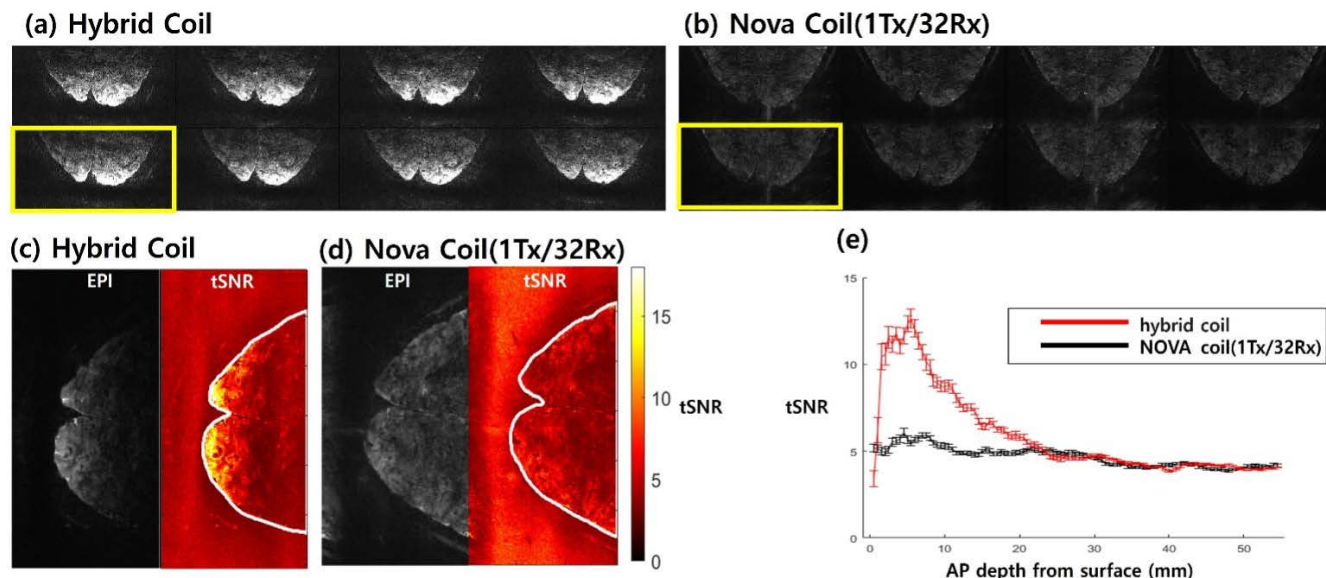 (a) Hybrid Coil
(b) Nova Coil(1Tx/32Rx)
(c) Hybrid Coil
EPI
tSNR
(d) Nova Coil(1Tx/32Rx)
EPI
tSNR
15
10
5
0
tSNR
(e)
tSNR
15
10
5
0
0
10
20
30
40
50
AP depth from surface (mm)
hybrid coil
NOVA coil(1Tx/32Rx)